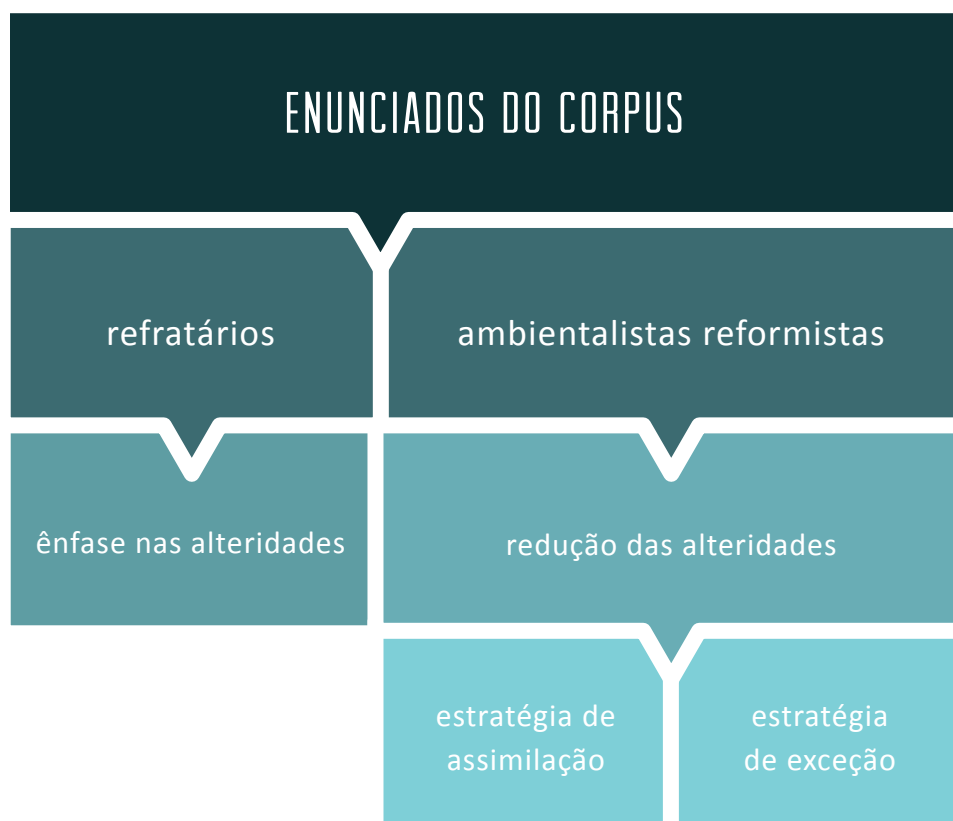 ENUNCIADOS DO CORPUS
refratários
ambientalistas reformistas
ênfase nas alteridades
redução das alteridades
estratégia de
assimilação
estratégia
de exceção